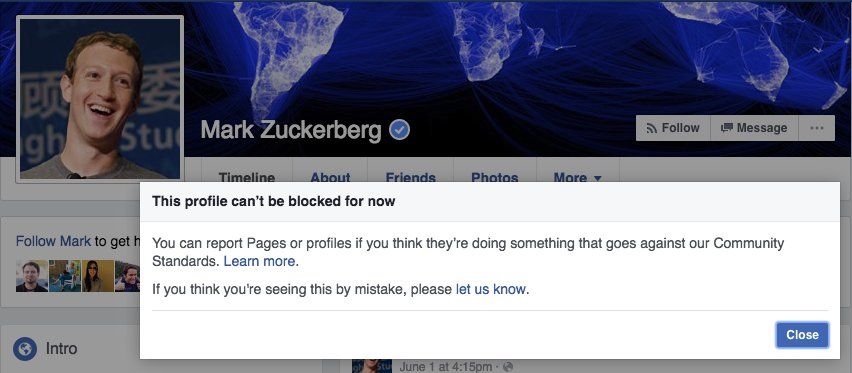 顾
委
Mark Zuckerberg
Follow
Message
Timeline
About
Friends
Photos
More
This profile can't be blocked for now
You can report Pages or profiles if you think they're doing something that goes against our Community
Standards. Learn more.
If you think you're seeing this by mistake, please let us know.
Close
Follow Mark to get
Intro
June 1 at 4:15pm ·